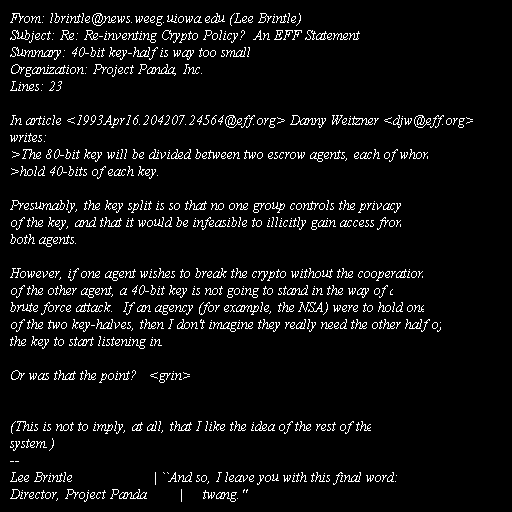 From: lbrintle@news.weeg.uiowa.edu (Lee Brintle)
Subject: Re: Re-inventing Crypto Policy?  An EFF Statement
Summary: 40-bit key-half is way too small
Organization: Project Panda, Inc.
Lines: 23

In article <1993Apr16.204207.24564@eff.org> Danny Weitzner <djw@eff.org>
writes:
>The 80-bit key will be divided between two escrow agents, each of whom
>hold 40-bits of each key.

Presumably, the key split is so that no one group controls the privacy
of the key, and that it would be infeasible to illicitly gain access from
both agents.

However, if one agent wishes to break the crypto without the cooperation
of the other agent, a 40-bit key is not going to stand in the way of a
brute force attack.  If an agency (for example, the NSA) were to hold one
of the two key-halves, then I don't imagine they really need the other half of
the key to start listening in.

Or was that the point?   <grin>

(This is not to imply, at all, that I like the idea of the rest of the
system.)
--
Lee Brintle | ``And so, I leave you with this final word:
Director, Project Panda | twang."